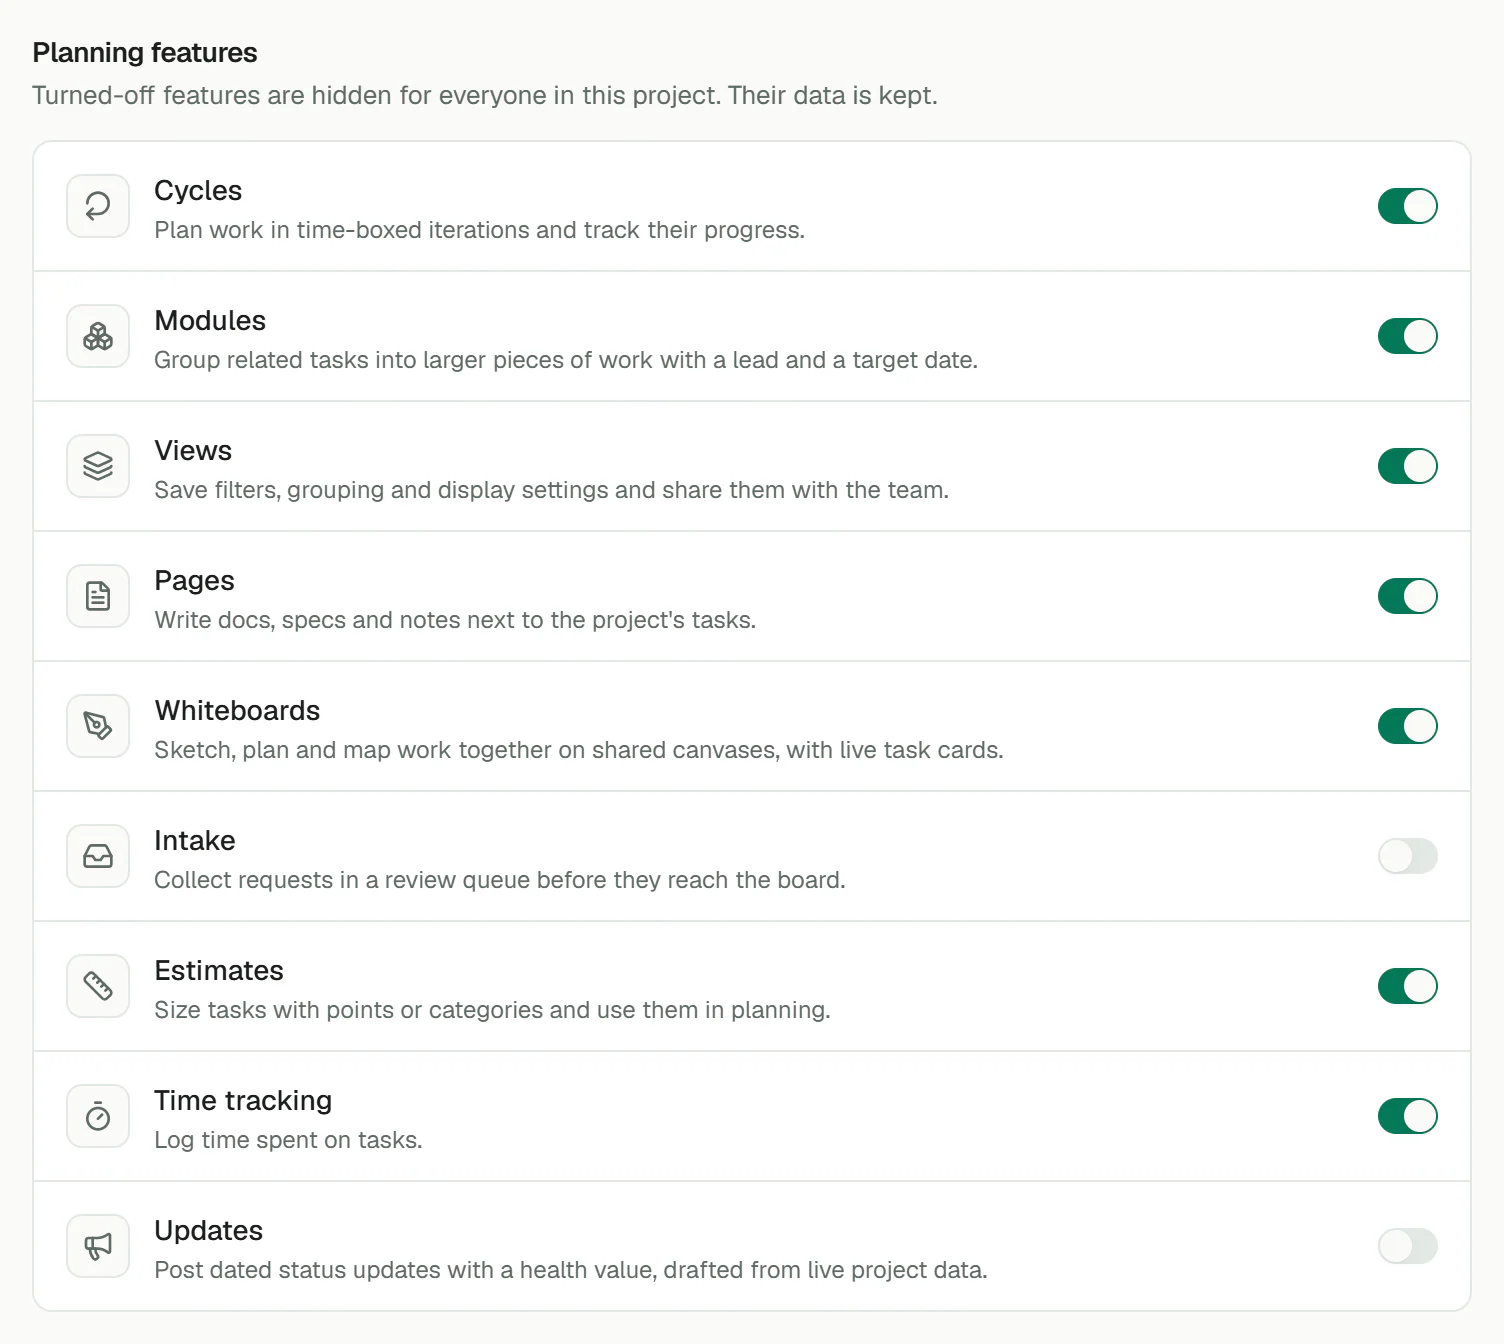 Planning features
Turned-off features are hidden for everyone in this project. Their data is kept.
Cycles
Plan work in time-boxed iterations and track their progress.
Modules
Group related tasks into larger pieces of work with a lead and a target date.
Views
Save filters, grouping and display settings and share them with the team.
Pages
Write docs, specs and notes next to the project's tasks.
Whiteboards
Sketch, plan and map work together on shared canvases, with live task cards.
Intake
Collect requests in a review queue before they reach the board.
Estimates
Size tasks with points or categories and use them in planning.
Time tracking
Log time spent on tasks.
Updates
Post dated status updates with a health value, drafted from live project data.